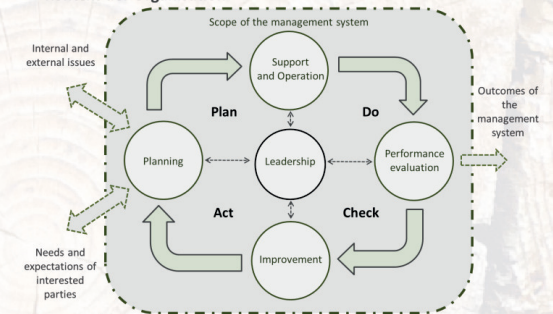 Scope of the management system
Internal and
external issues
Support
and Operation
Outcomes of
the
management
system
Plan
Do
Planning
Leadership
Performance
evaluation
Act
Check
Needs and
expectations of
interested
parties
Improvement